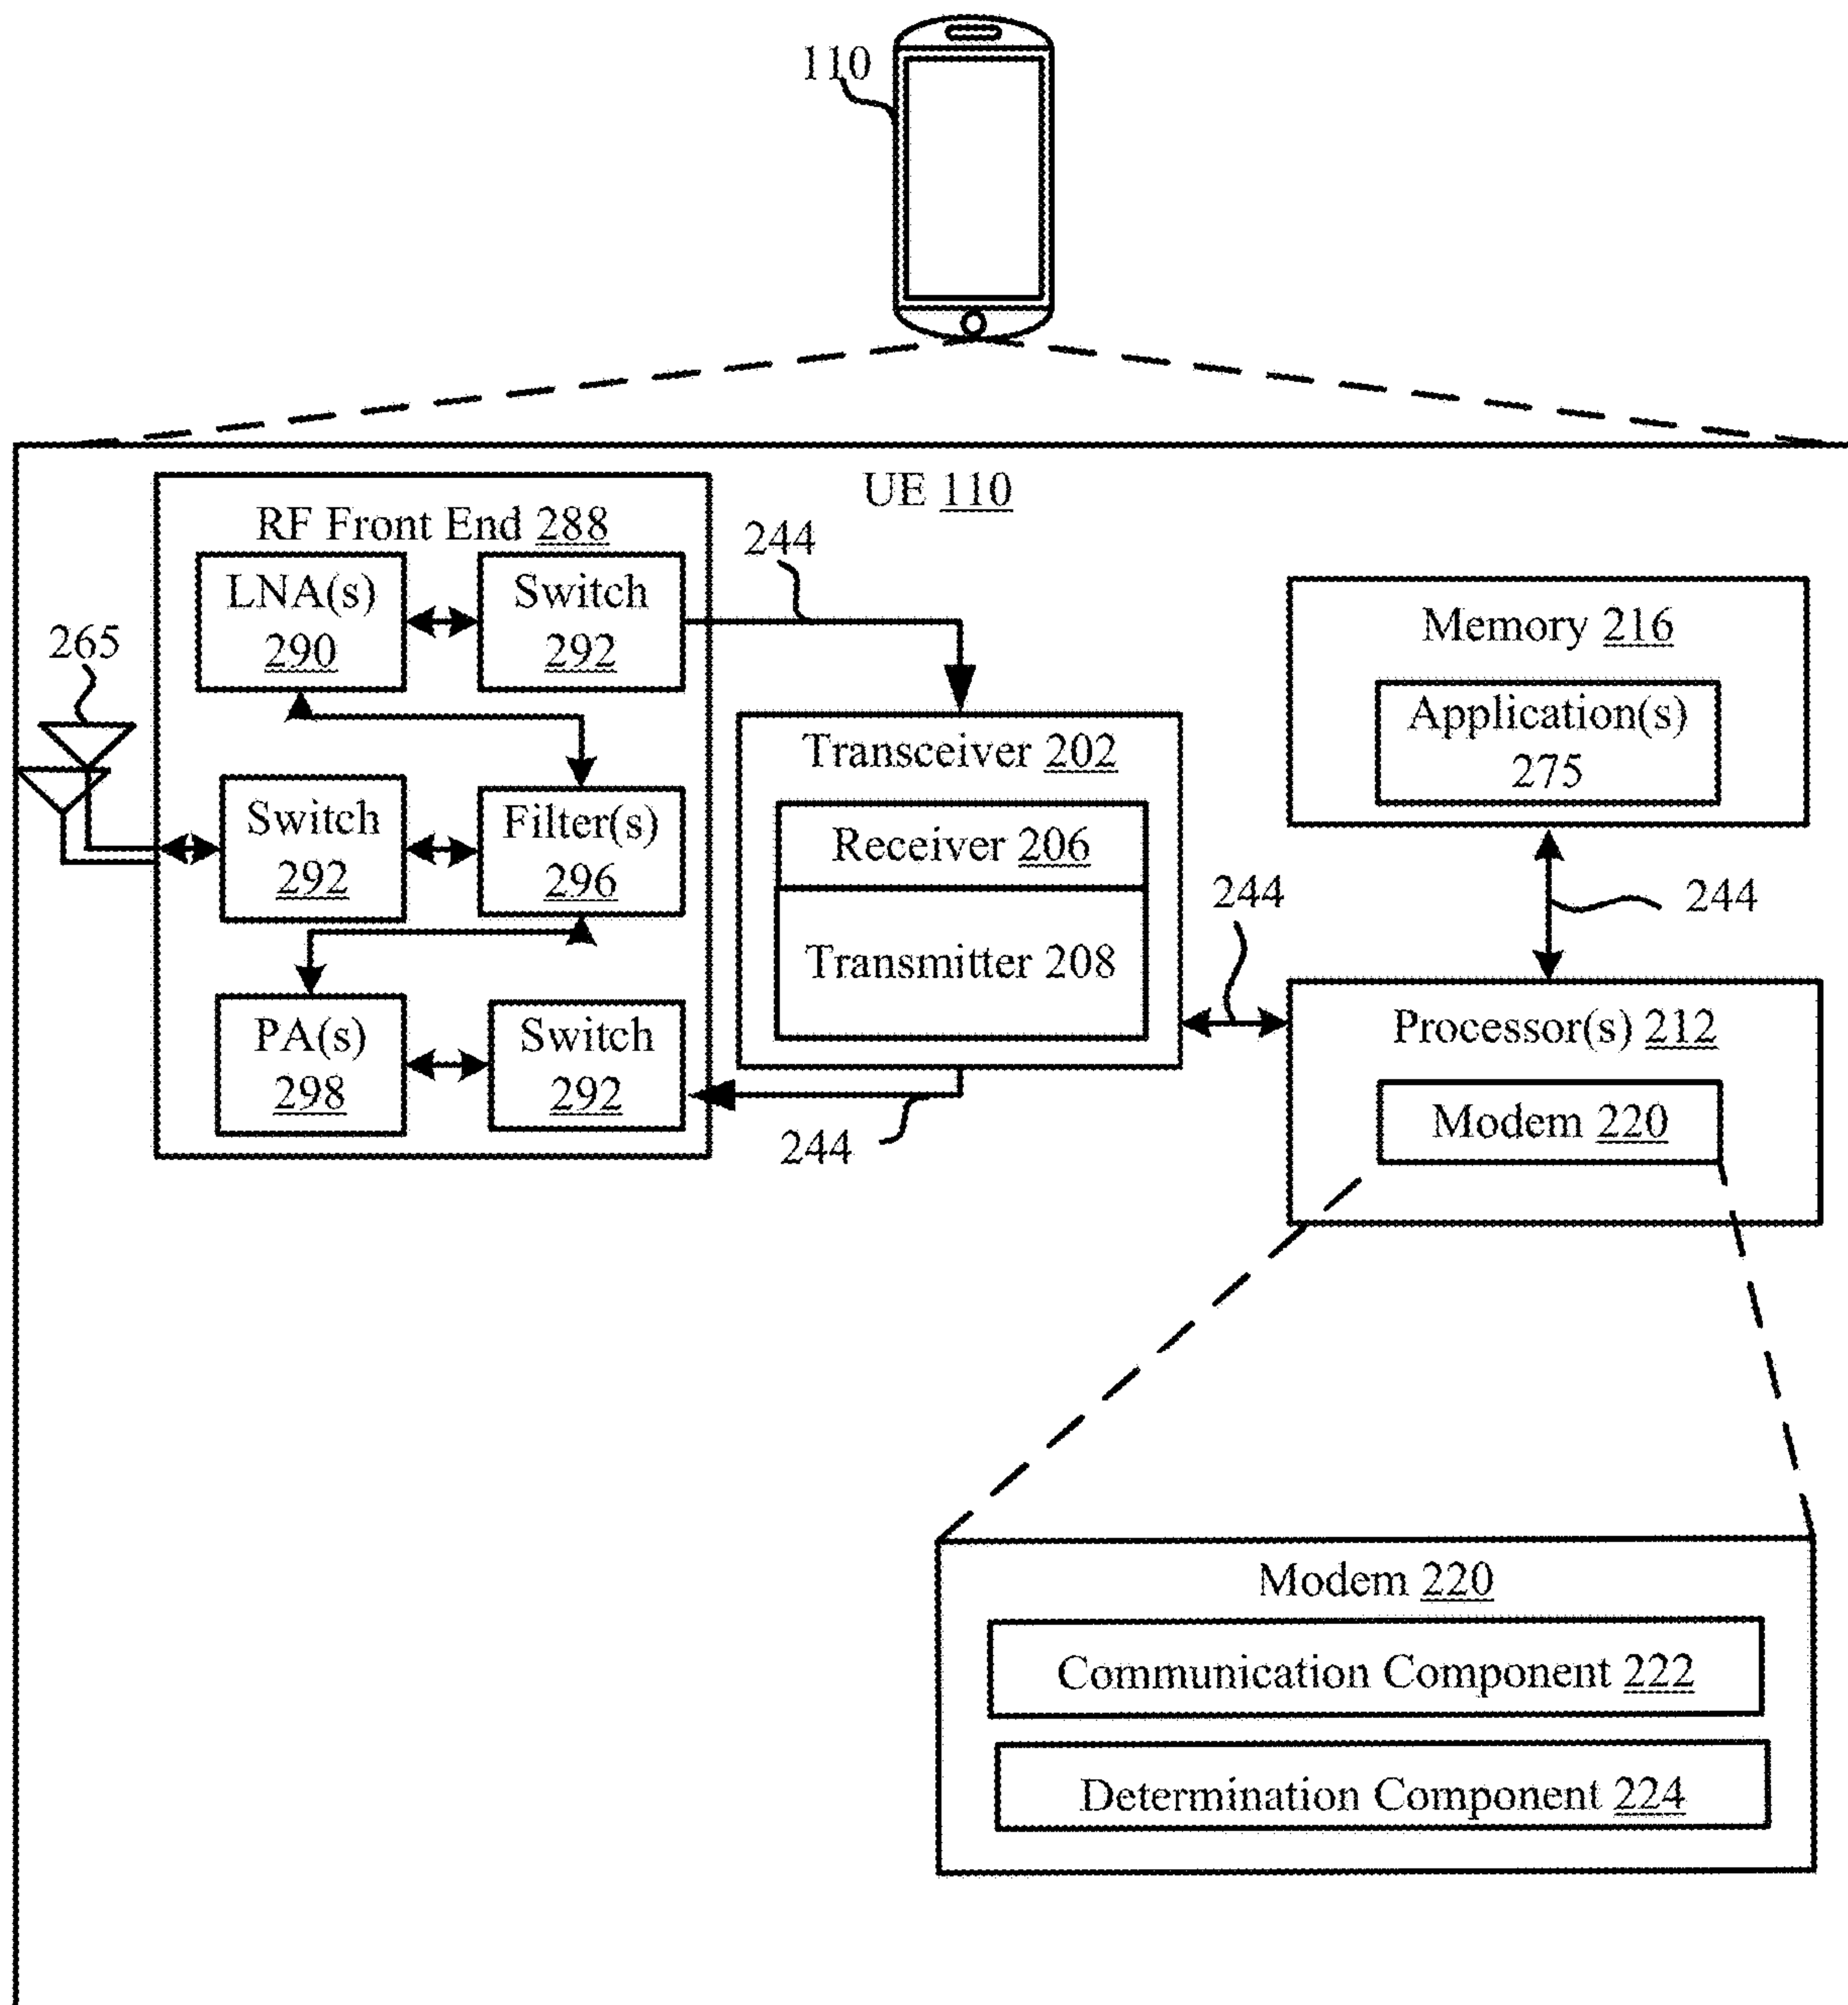 110
UE 110
RF Front End 288
LNA(s)
290
Switch
292
244
265
Switch
292
Filter(s)
296
PA(s)
298
Switch
292
244
Transceiver 202
Receiver 206
Transmitter 208
244
Memory 216
Application(s)
275
244
Processor(s) 212
Modem 220
Modem 220
Communication Component 222
Determination Component 224